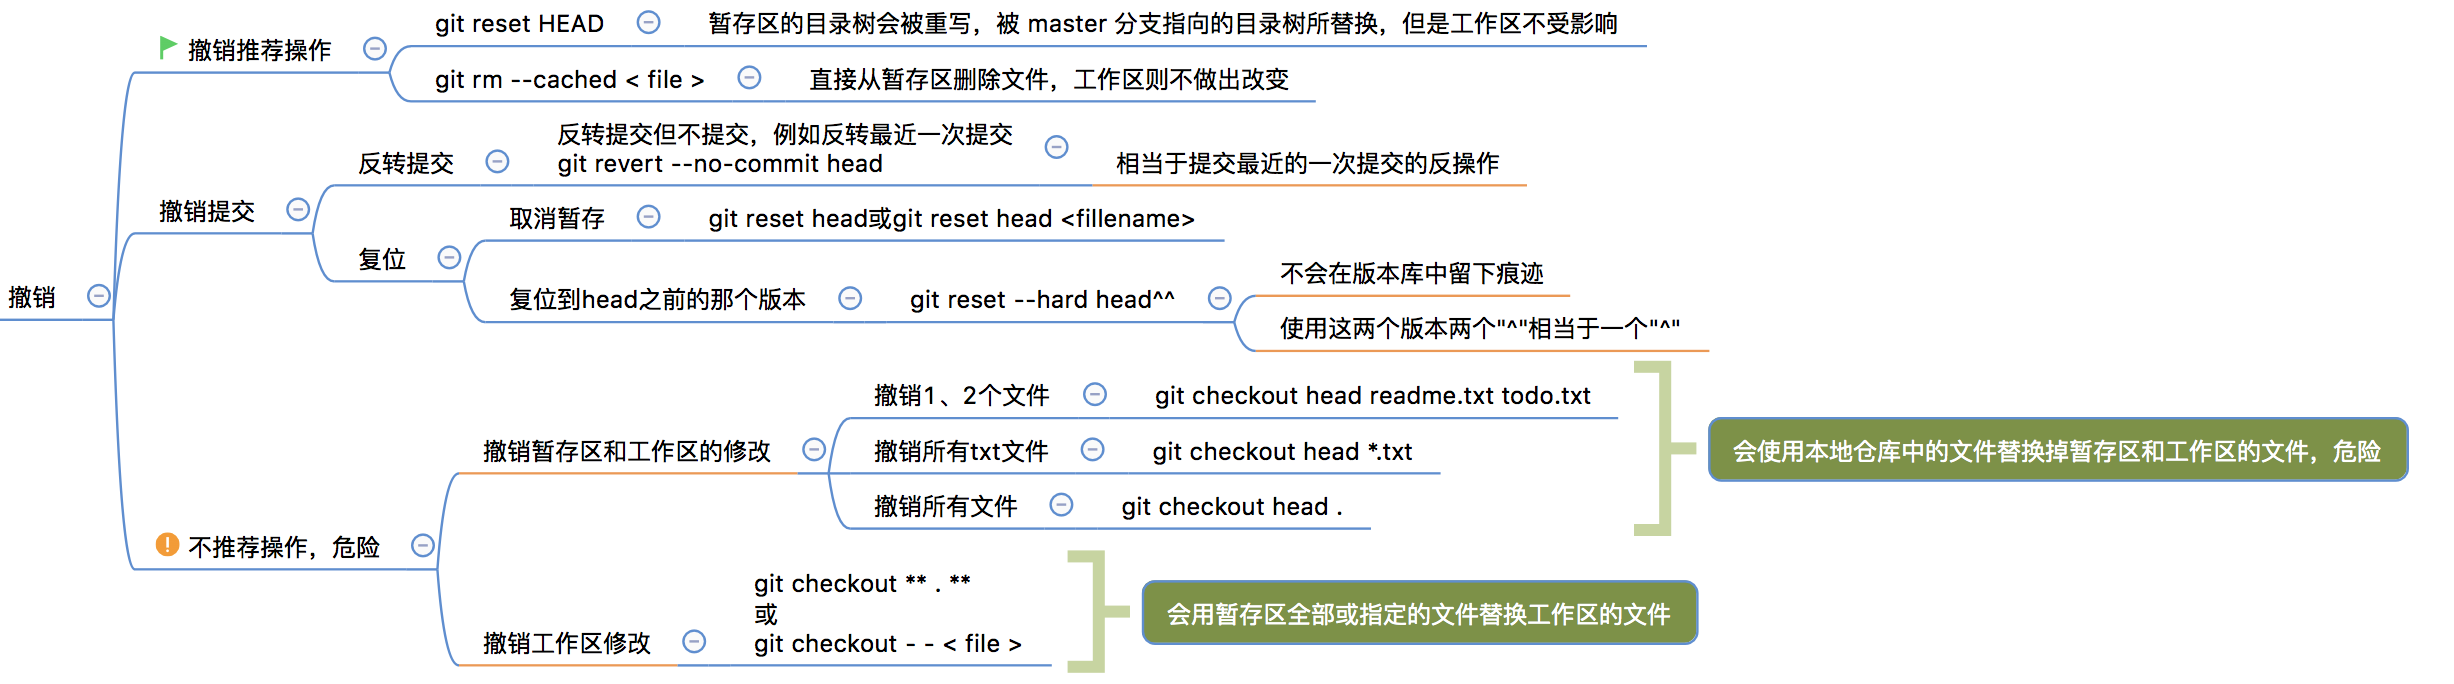 撤销
撤销推荐操作
git reset HEAD
暂存区的目录树会被重写，被 master 分支指向的目录树所替换，但是工作区不受影响
git rm --cached < file >
直接从暂存区删除文件，工作区则不做出改变
撤销提交
反转提交
反转提交但不提交，例如反转最近一次提交
git revert --no-commit head
相当于提交最近的一次提交的反操作
复位
取消暂存
git reset head或git reset head <fillename>
复位到head之前的那个版本
git reset --hard head^^
不会在版本库中留下痕迹
使用这两个版本两个"^"相当于一个"^"
不推荐操作，危险
撤销暂存区和工作区的修改
撤销1、2个文件
git checkout head readme.txt todo.txt
撤销所有txt文件
git checkout head *.txt
撤销所有文件
git checkout head .
会使用本地仓库中的文件替换掉暂存区和工作区的文件，危险
撤销工作区修改
git checkout ** . **
或
git checkout - - < file >
会用暂存区全部或指定的文件替换工作区的文件